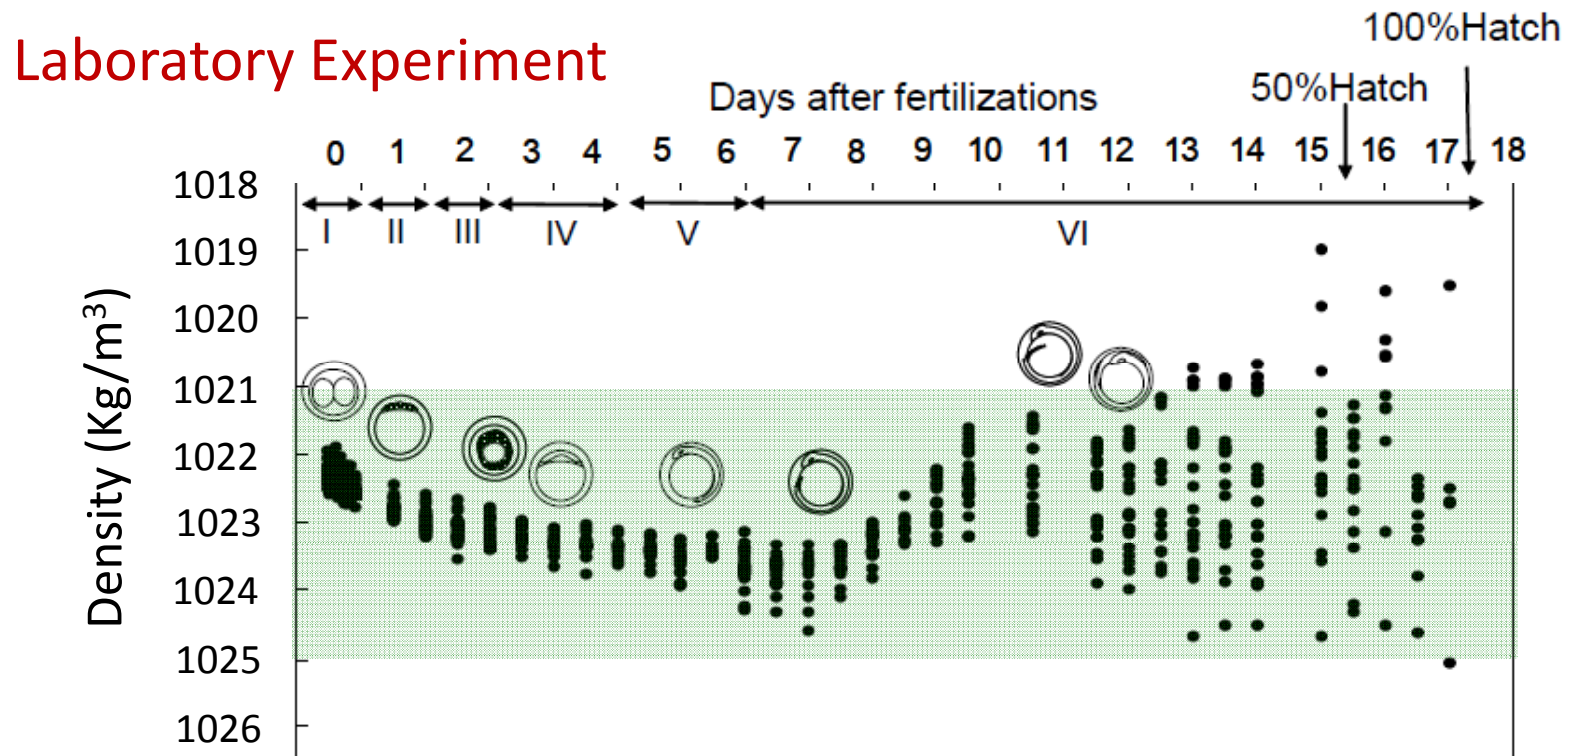 Laboratory Experiment
100%Hatch
50%Hatch
Days after fertilizations
0 1 2 3 4 5 6 7 8 9 10 11 12 13 14 15 16 17 18
I II III IV V VI
Density (Kg/m³)
1018
1019
1020
1021
1022
1023
1024
1025
1026